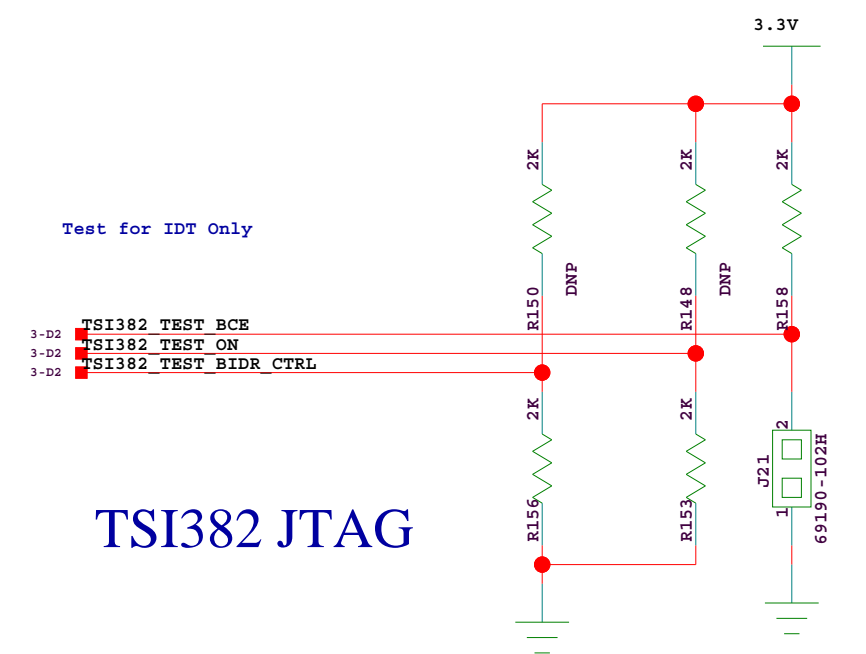 3.3V
2K
2K
2K
Test for IDT Only
DNP
DNP
R150
R148
R158
3-D2 TSI382_TEST_BCE
3-D2 TSI382_TEST_ON
3-D2 TSI382_TEST_BIDR_CTRL
2K
2K
2
J21
69190-102H
1
R156
R153
TSI382 JTAG